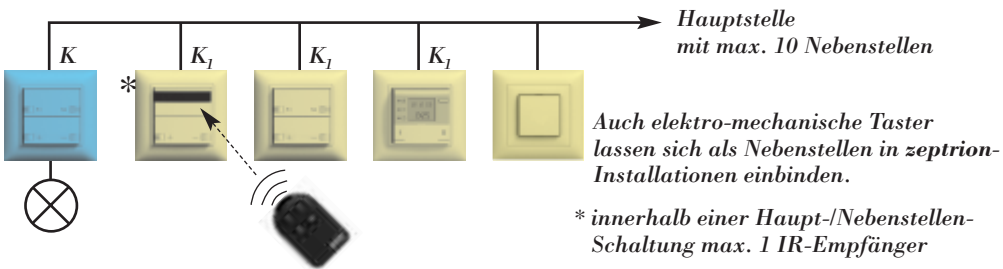 Hauptstelle
mit max. 10 Nebenstellen
K
K1
K1
K1
*
Auch elektro-mechanische Taster
lassen sich als Nebenstellen in zeptrion-
Installationen einbinden.
* innerhalb einer Haupt-/Nebenstellen-
Schaltung max. 1 IR-Empfänger